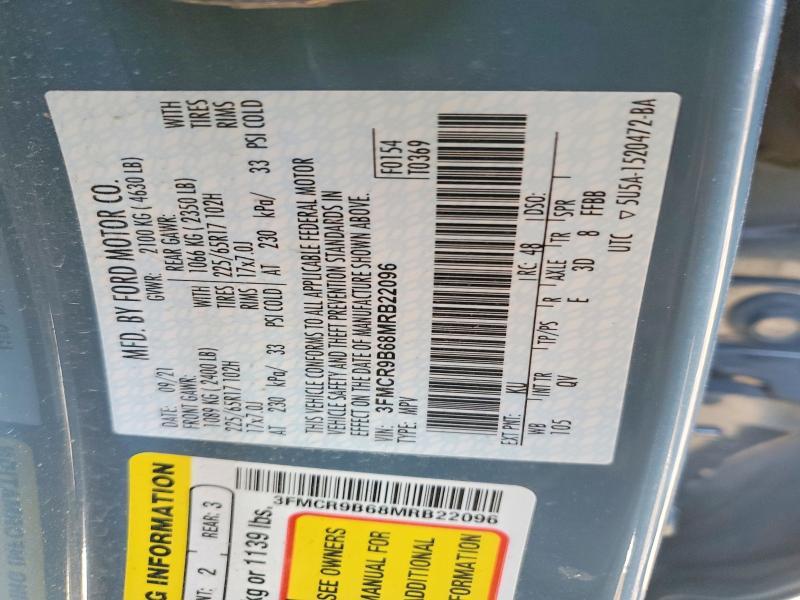 MFD. BY FORD MOTOR CO.
DATE: 09/21 GVWR: 2100 KG ( 4630 LB)
FRONT GAWR: REAR GAWR: WITH
1089 KG ( 2400 LB) 1066 KG ( 2350 LB) TIRES
225/65R17 102H WITH TIRES 225/65R17 102H RIMS
17x7.0J RIMS 17x7.0J
AT 230 kPa/ 33 PSI COLD AT 230 kPa/ 33 PSI COLD
THIS VEHICLE CONFORMS TO ALL APPLICABLE FEDERAL MOTOR
VEHICLE SAFETY AND THEFT PREVENTION STANDARDS IN
EFFECT ON THE DATE OF MANUFACTURE SHOWN ABOVE.
VIN: 3FMCR9B68MRB22096
TYPE: MPV
F0154
T0369
EXT PNT: KU RC: 48 DSO:
WB INT TR TP/PS R AXLE TR SPR
105 QV E 3D 8 FFBB
UTC ▽ 5U5A-1520472-BA
G INFORMATION
NT: 2 REAR: 3
kg or 1139 lbs.
3FMCR9B68MRB22096
SEE OWNERS
MANUAL FOR
ADDITIONAL
INFORMATION